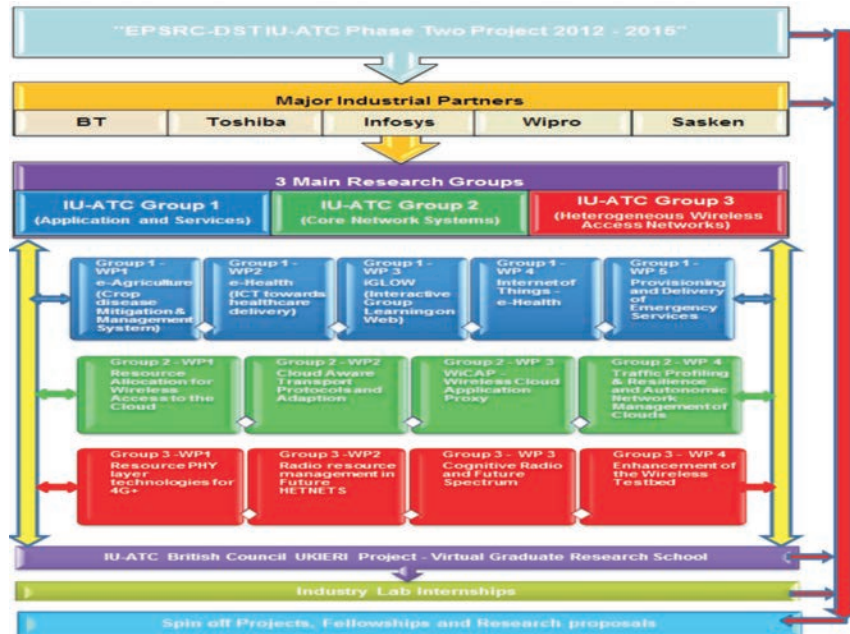 "EPSRC-DST IU-ATC Phase Two Project 2012 - 2015"
Major Industrial Partners
BT Toshiba Infosys Wipro Sasken
3 Main Research Groups
IU-ATC Group 1
(Application and Services)
IU-ATC Group 2
(Core Network Systems)
IU-ATC Group 3
(Heterogeneous Wireless
Access Networks)
Group 1 -
WP1
e-Agriculture
(Crop
disease
Mitigation &
Management
System)
Group 1 -
WP2
e-Health
(ICT towards
healthcare
delivery)
Group 1 -
WP 3
iGLOW
(Interactive
Group
Learning on
Web)
Group 1 -
WP 4
Internet of
Things -
e-Health
Group 1 -
WP 5
Provisioning
and Delivery
of
Emergency
Services
Group 2 - WP1
Resource
Allocation for
Wireless
Access to the
Cloud
Group 2 - WP2
Cloud Aware
Transport
Protocols and
Adaption
Group 2 - WP 3
WiCAP -
Wireless Cloud
Application
Proxy
Group 2 - WP 4
Traffic Profiling
& Resilience
and Autonomic
Network
Management of
Clouds
Group 3 -WP1
Resource PHY
layer
technologies for
4G+
Group 3 -WP2
Radio resource
management in
Future
HETNETS
Group 3 - WP 3
Cognitive Radio
and Future
Spectrum
Group 3 - WP 4
Enhancement of
the Wireless
Testbed
IU-ATC British Council UKIERI Project - Virtual Graduate Research School
Industry Lab Internships
Spin off Projects, Fellowships and Research proposals